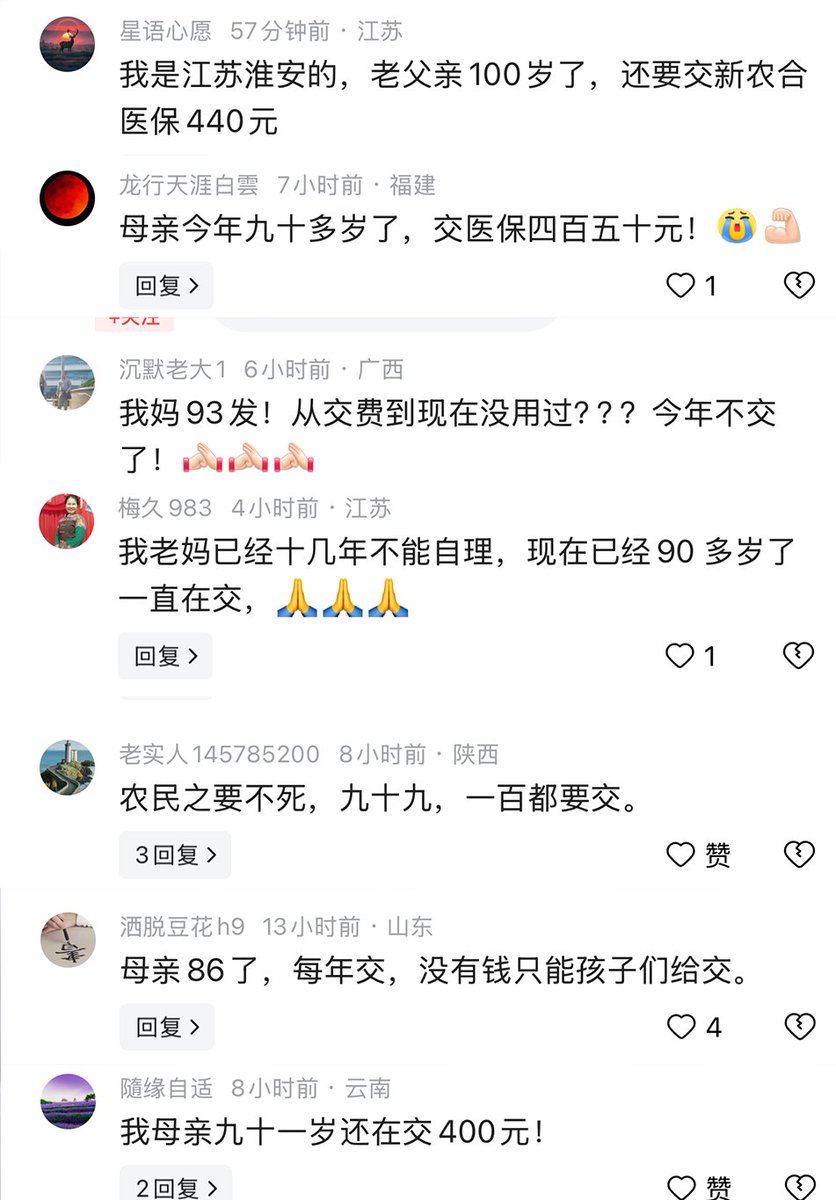 星语心愿 57分钟前 · 江苏
我是江苏淮安的，老父亲100岁了，还要交新农合
医保440元
龙行天涯白雲 7小时前 · 福建
母亲今年九十多岁了，交医保四百五十元！😭💪🏻
回复 >
1
+关注
沉默老大1 6小时前 · 广西
我妈93发！从交费到现在没用过？？？今年不交
了！
梅久983 4小时前 · 江苏
我老妈已经十几年不能自理，现在已经90 多岁了
一直在交，🙏🙏🙏
回复 >
1
老实人145785200 8小时前 · 陕西
农民之要不死，九十九，一百都要交。
3回复 >
赞
洒脱豆花h9 13小时前 · 山东
母亲86了，每年交，没有钱只能孩子们给交。
回复 >
4
随缘自适 8小时前 · 云南
我母亲九十一岁还在交400元！
2回复 >
赞